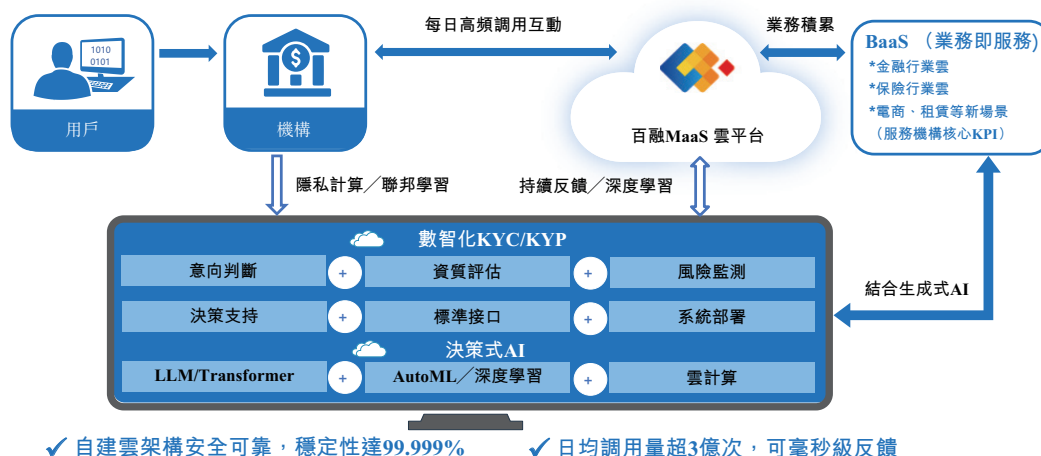 每日高頻調用互動
業務積累
1010
0101
用戶
機構
百融MaaS 雲平台
BaaS （業務即服務)
*金融行業雲
*保險行業雲
*電商、租賃等新場景
（服務機構核心KPI）
隱私計算／聯邦學習
持續反饋／深度學習
數智化KYC/KYP
意向判斷 + 資質評估 + 風險監測
決策支持 + 標準接口 + 系統部署
決策式AI
LLM/Transformer + AutoML／深度學習 + 雲計算
結合生成式AI
✓ 自建雲架構安全可靠，穩定性達99.999%
✓ 日均調用量超3億次，可毫秒級反饋